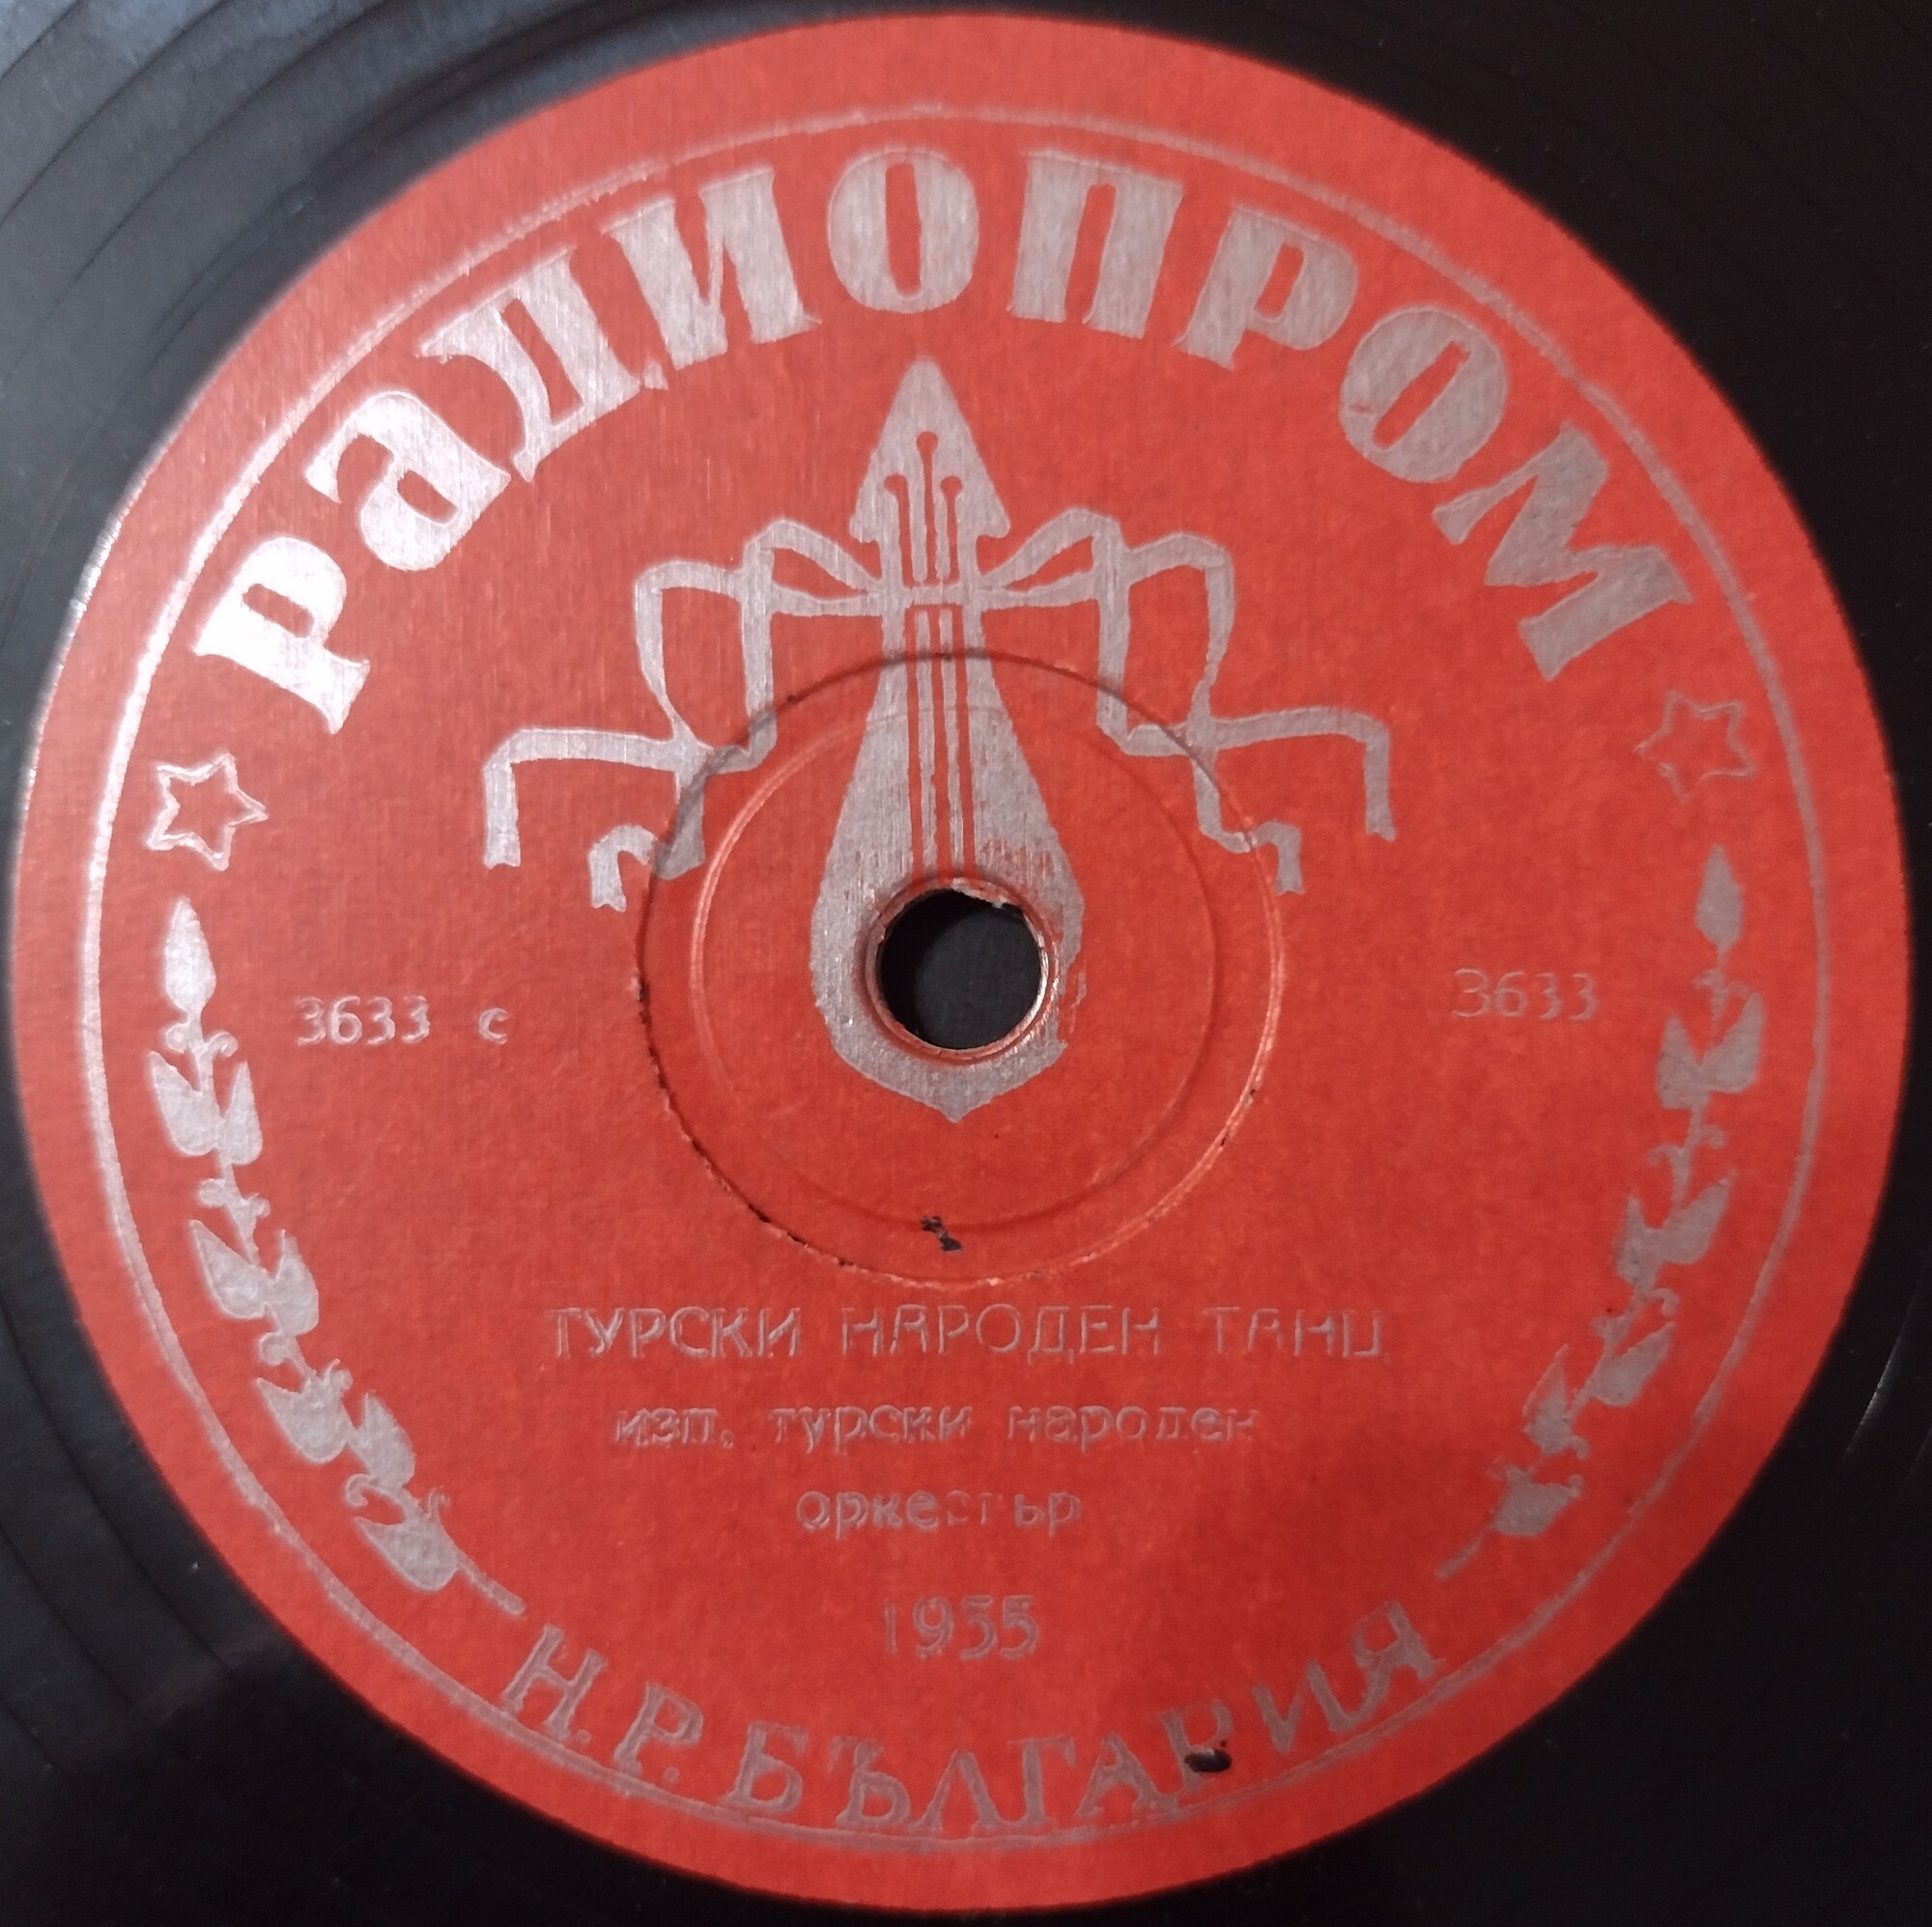 РАДИОПРОМ
3633 с
3633
ТУРСКИ НАРОДЕН ТАНЦ
изп. турски народен
оркестър
1955
Н.Р. БЪЛГАРИЯ